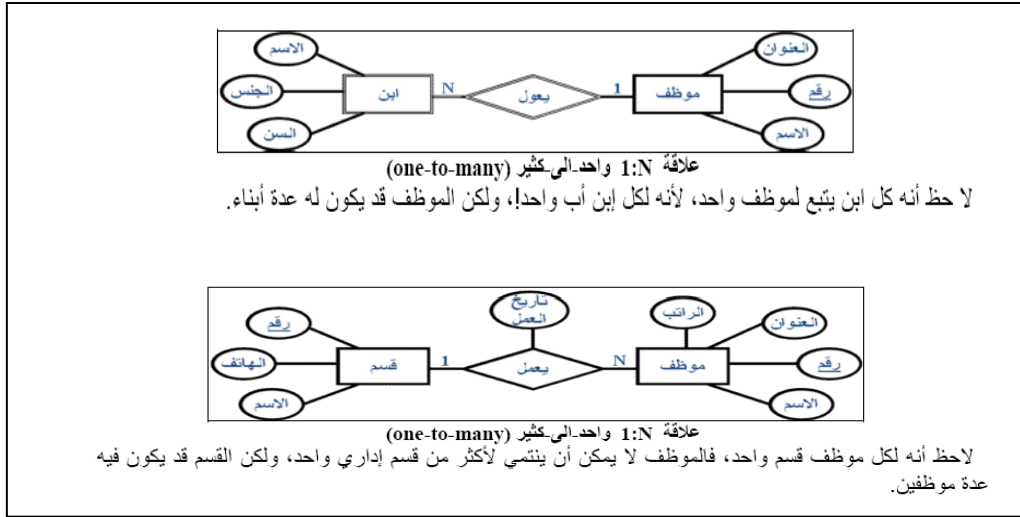 العنوان
الاسم
رقم
موظف
1
يعول
N
ابن
الجنس
الاسم
السن
علاقة 1:N واحد-الى-كثير (one-to-many)
لا حظ أنه كل ابن يتبع لموظف واحد، لأنه لكل إبن أب واحد!، ولكن الموظف قد يكون له عدة أبناء.
العنوان
الراتب
تاريخ
العمل
رقم
رقم
موظف
N
يعمل
1
قسم
الهاتف
الاسم
الاسم
علاقة 1:N واحد-الى-كثير (one-to-many)
لاحظ أنه لكل موظف قسم واحد، فالموظف لا يمكن أن ينتمي لأكثر من قسم إداري واحد، ولكن القسم قد يكون فيه
عدة موظفين.